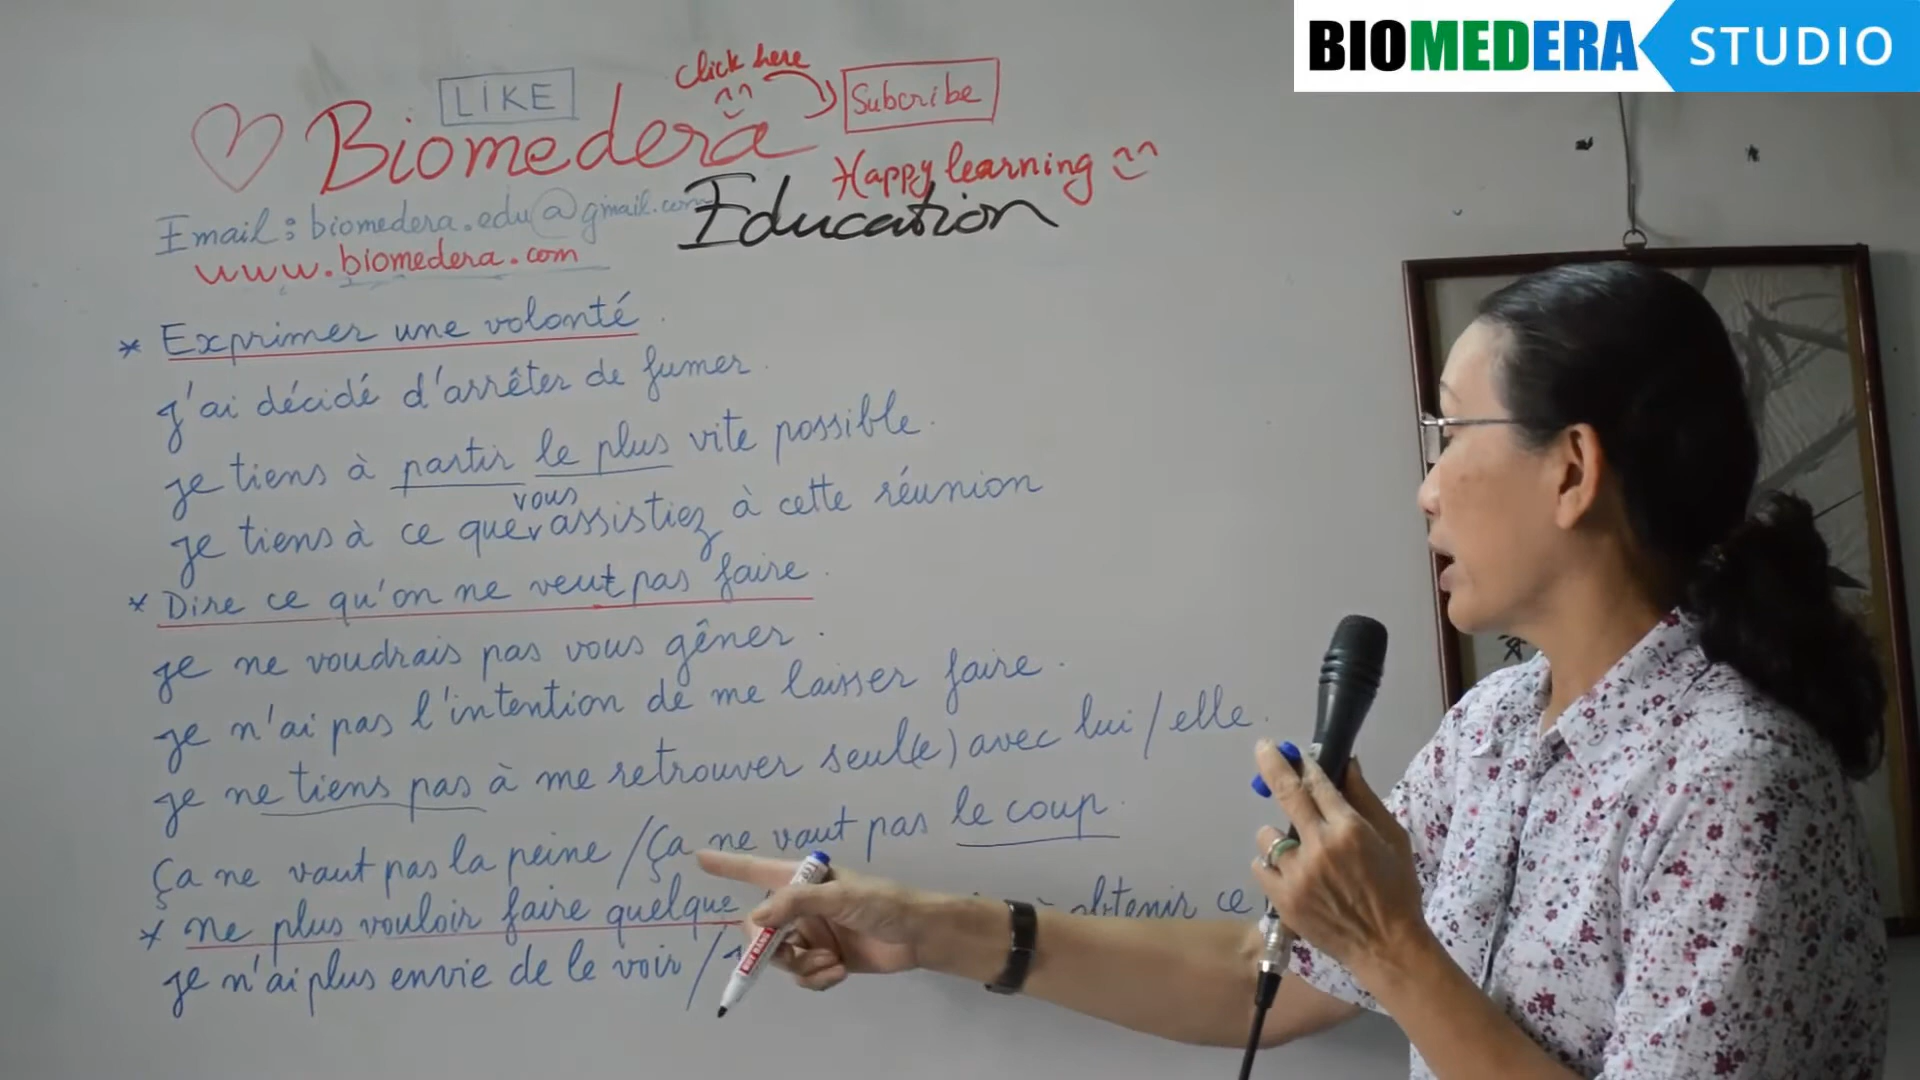 BIOMEDERA STUDIO
click here
LIKE
Subcribe
Biomedera
Happy learning
Education
Email : biomedera.edu@gmail.com
www.biomedera.com
* Exprimer une volonté.
j'ai décidé d'arrêter de fumer.
je tiens à partir le plus vite possible.
vous
je tiens à ce que assistiez à cette réunion
* Dire ce qu'on ne veut pas faire.
je ne voudrais pas vous gêner.
je n'ai pas l'intention de me laisser faire.
je ne tiens pas à me retrouver seul(e) avec lui / elle.
Ça ne vaut pas la peine / Ça ne vaut pas le coup.
* Ne plus vouloir faire quelque obtenir ce
je n'ai plus envie de le voir /